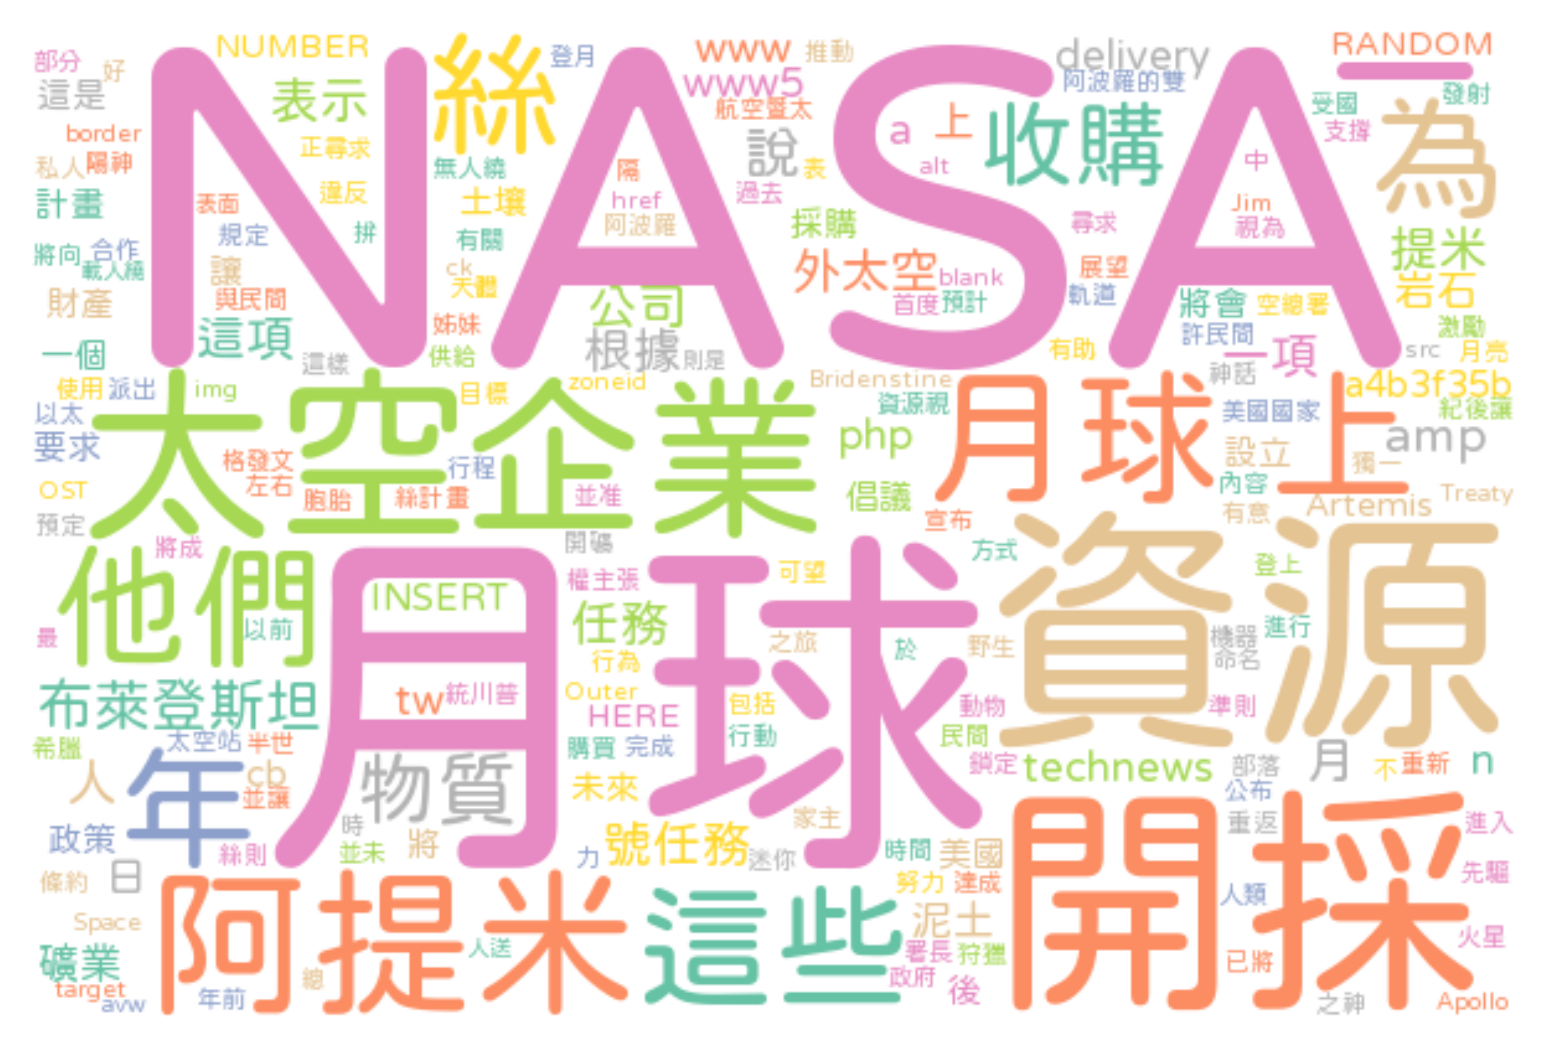 NASA
月球
資源
開採
太空企業
月球上
他們
阿提米
這些
絲
收購
為
年
布萊登斯坦
物質
部分
好
NUMBER
登月
www
推動
delivery
RANDOM
這是
表示
www5
阿波羅的雙
發射
航空暨太
受國
支撐
border
正尋求
說
a
上
私人
陽神
無人繞
隔
表
alt
中
計畫
表面
違反
土壤
href
過去
Jim
規定
拚
有關
阿波羅
採購
尋求
視為
提米
將向
合作
載人繞
讓
ck
天體
外太空
blank
展望
岩石
財產
與民間
公司
首度
預計
軌道
將會
空總署
激勵
這項
姊妹
許民間
一個
這樣
供給
根據
則是
有助
一項
src
月亮
使用
派出
img
目標
zoneid
Bridenstine
神話
a4b3f35b
以太
資源視
美國國家
紀後讓
要求
php
amp
格發文
行程
設立
獨一
OST
左右
胞胎
絲計畫
並准
倡議
內容
Artemis
Treaty
預定
宣布
有意
將成
開礦
方式
登上
INSERT
權主張
可望
最
以前
任務
之旅
於
野生
機器
進行
命名
行為
tw
統川普
Outer
包括
動物
準則
HERE
希臘
太空站
半世
購買
完成
行動
民間
人
cb
並讓
鎖定
technews
部落
月
不
重新
n
未來
公布
政策
時
家主
重返
進入
絲則
並未
將
力
號任務
迷你
時間
美國
條約
日
努力
達成
人類
先驅
Space
泥土
礦業
人送
署長
狩獵
火星
target
總
政府
已將
avw
年前
後
之神
Apollo